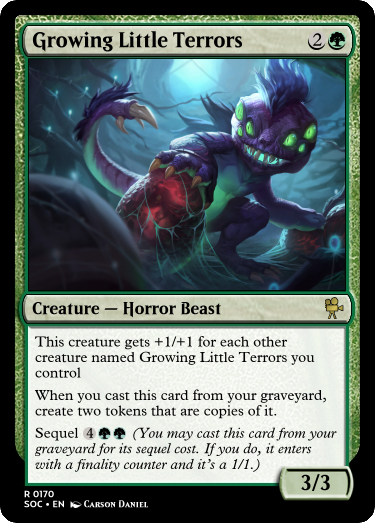 Growing Little Terrors 2
Creature — Horror Beast
This creature gets +1/+1 for each other
creature named Growing Little Terrors you
control
When you cast this card from your graveyard,
create two tokens that are copies of it.
Sequel 4 (You may cast this card from your
graveyard for its sequel cost. If you do, it enters
with a finality counter and it's a 1/1.)
3/3
R 0170
SOC • EN Carson Daniel